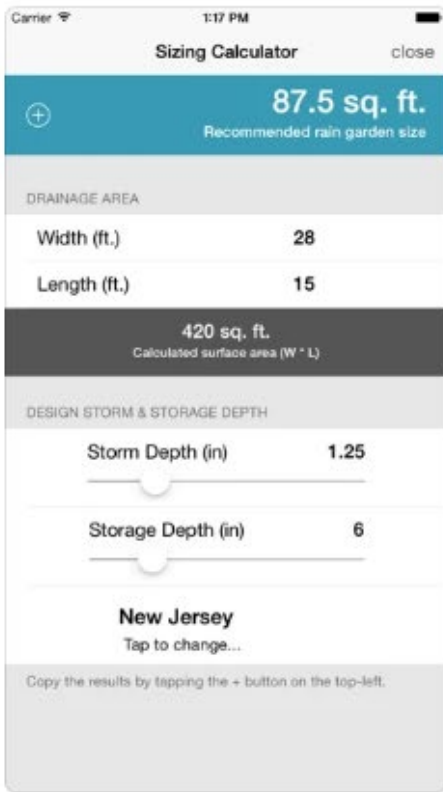 Carrier 1:17 PM
Sizing Calculator close
87.5 sq. ft.
Recommended rain garden size
DRAINAGE AREA
Width (ft.) 28
Length (ft.) 15
420 sq. ft.
Calculated surface area (W * L)
DESIGN STORM & STORAGE DEPTH
Storm Depth (in) 1.25
Storage Depth (in) 6
New Jersey
Tap to change...
Copy the results by tapping the + button on the top-left.